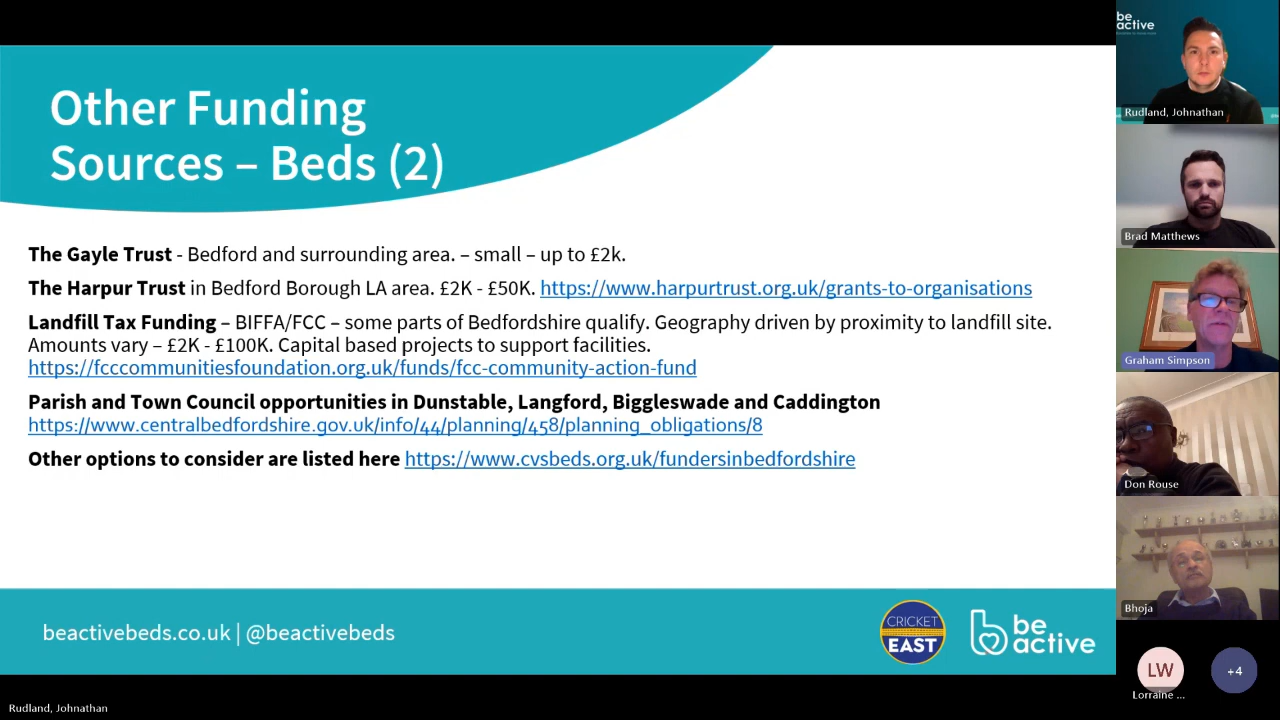 Other Funding
Sources – Beds (2)
The Gayle Trust - Bedford and surrounding area. – small – up to £2k.
The Harpur Trust in Bedford Borough LA area. £2K - £50K. https://www.harpurtrust.org.uk/grants-to-organisations
Landfill Tax Funding – BIFFA/FCC – some parts of Bedfordshire qualify. Geography driven by proximity to landfill site.
Amounts vary – £2K - £100K. Capital based projects to support facilities.
https://fcccommunitiesfoundation.org.uk/funds/fcc-community-action-fund
Parish and Town Council opportunities in Dunstable, Langford, Biggleswade and Caddington
https://www.centralbedfordshire.gov.uk/info/44/planning/458/planning_obligations/8
Other options to consider are listed here https://www.cvsbeds.org.uk/fundersinbedfordshire
beactivebeds.co.uk | @beactivebeds
CRICKET
EAST
be
active
Rudland, Johnathan
be
active
Rudland, Johnathan
Brad Matthews
Graham Simpson
Don Rouse
Bhoja
LW
Lorraine ...
+4